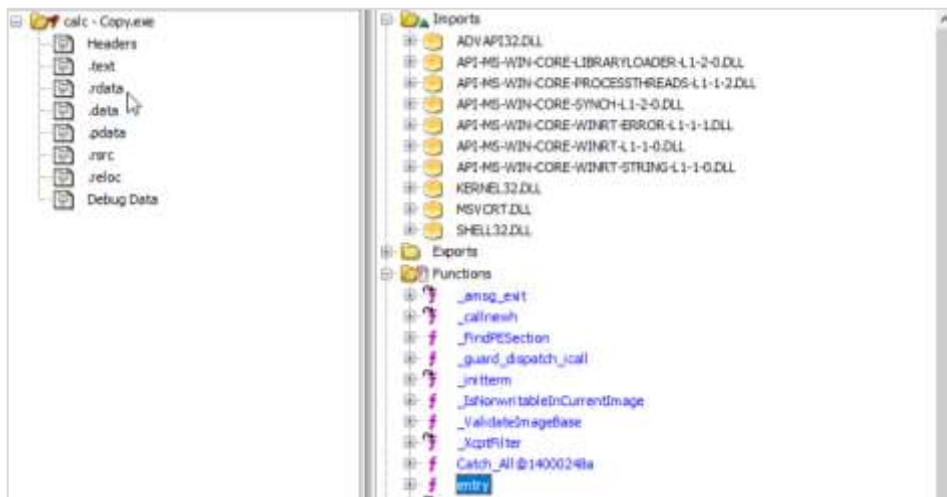 calc - Copy.exe
Headers
.text
.rdata
.data
.pdata
.rsrc
.reloc
Debug Data
Imports
ADVAPI32.DLL
API-MS-WIN-CORE-LIBRARYLOADER-L1-2-0.DLL
API-MS-WIN-CORE-PROCESSTHREADS-L1-1-2.DLL
API-MS-WIN-CORE-SYNCH-L1-2-0.DLL
API-MS-WIN-CORE-WINRT-ERROR-L1-1-1.DLL
API-MS-WIN-CORE-WINRT-L1-1-0.DLL
API-MS-WIN-CORE-WINRT-STRING-L1-1-0.DLL
KERNEL32.DLL
MSVCRT.DLL
SHELL32.DLL
Exports
Functions
_amsg_exit
_callnewh
_FindPESection
_guard_dispatch_icall
_initterm
_IsNonwritableInCurrentImage
_ValidateImageBase
_XcptFilter
Catch_All@14000248a
entry